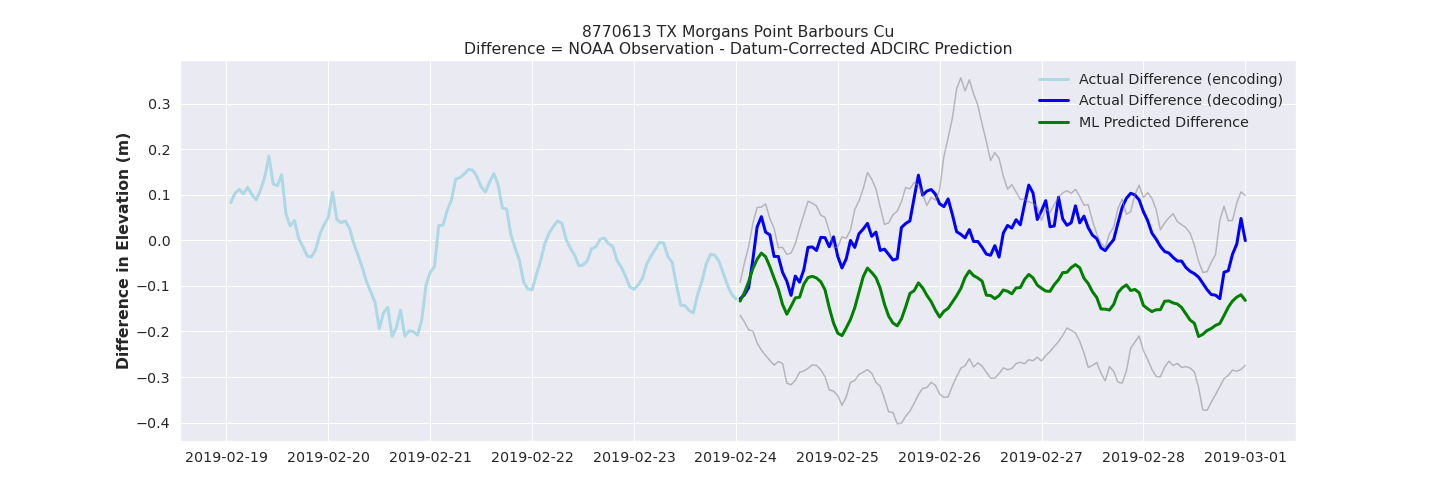 8770613 TX Morgans Point Barbours Cu
Difference = NOAA Observation - Datum-Corrected ADCIRC Prediction
Actual Difference (encoding)
Actual Difference (decoding)
ML Predicted Difference
Difference in Elevation (m)
0.3
0.2
0.1
0.0
−0.1
−0.2
−0.3
−0.4
2019-02-19 2019-02-20 2019-02-21 2019-02-22 2019-02-23 2019-02-24 2019-02-25 2019-02-26 2019-02-27 2019-02-28 2019-03-01